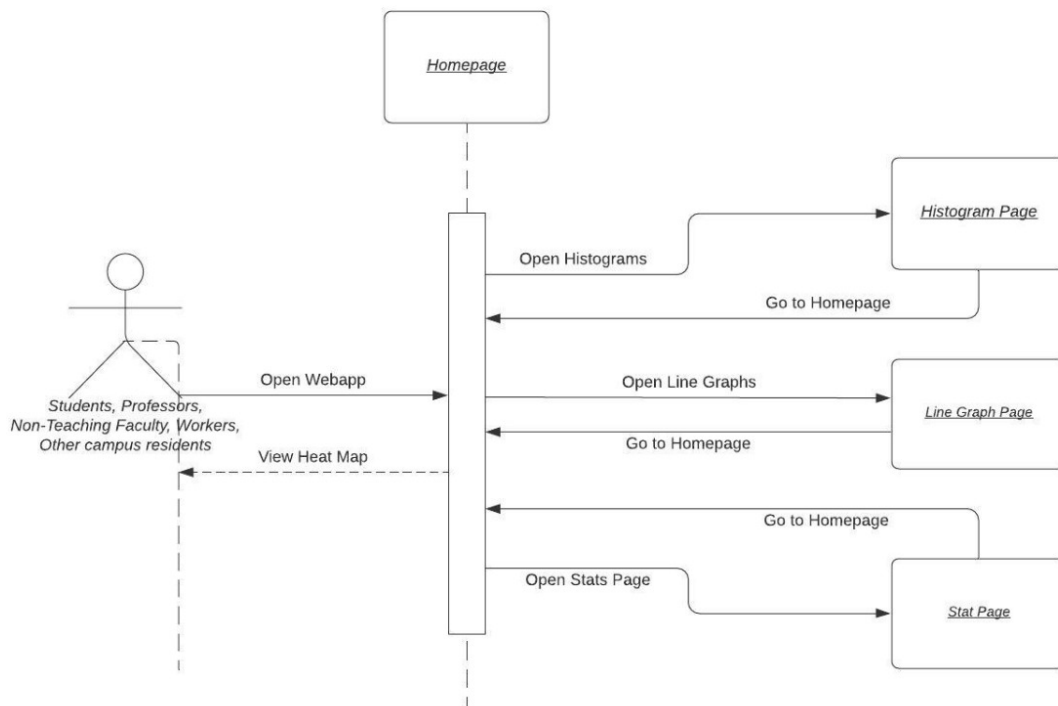 Homepage
Histogram Page
Open Histograms
Go to Homepage
Open Webapp
Open Line Graphs
Students, Professors,
Non-Teaching Faculty, Workers,
Other campus residents
Line Graph Page
Go to Homepage
View Heat Map
Go to Homepage
Open Stats Page
Stat Page